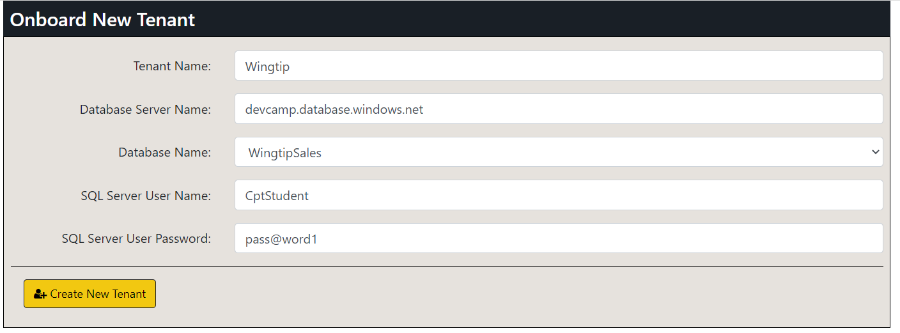 Onboard New Tenant
Tenant Name: Wingtip
Database Server Name: devcamp.database.windows.net
Database Name: WingtipSales
SQL Server User Name: CptStudent
SQL Server User Password: pass@word1
Create New Tenant